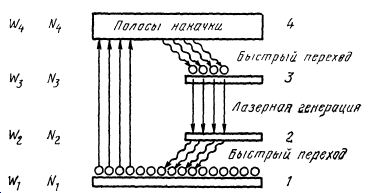 W₄ N₄ Полосы накачки 4
Быстрый переход
W₃ N₃ 3
Лазерная генерация
W₂ N₂ 2
Быстрый переход
W₁ N₁ 1